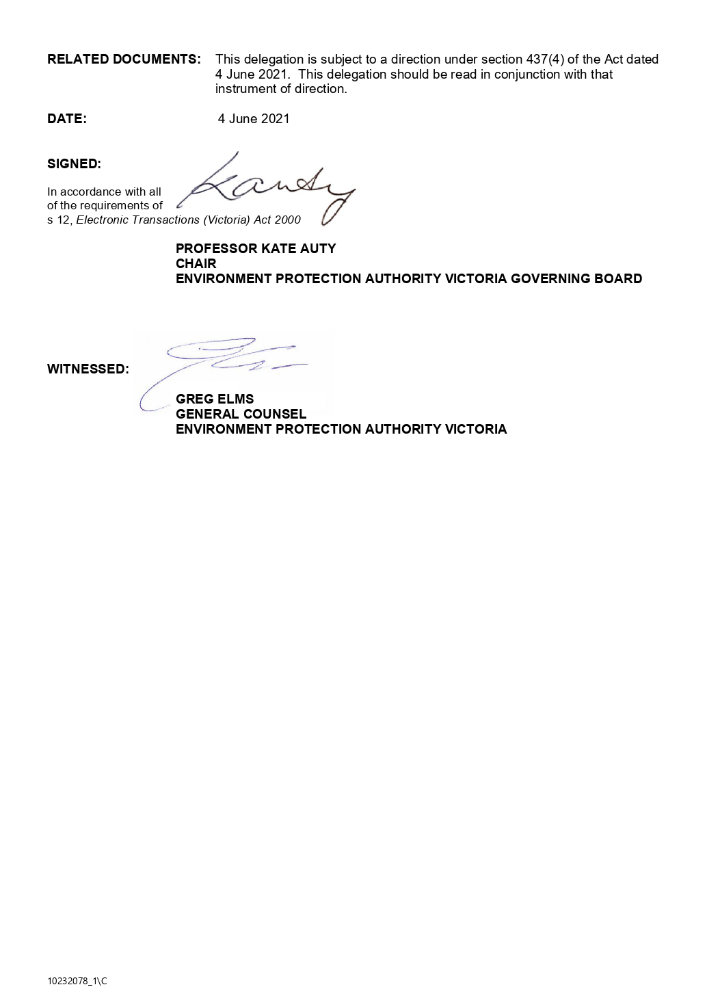 RELATED DOCUMENTS: This delegation is subject to a direction under section 437(4) of the Act dated
4 June 2021. This delegation should be read in conjunction with that
instrument of direction.
DATE: 4 June 2021
SIGNED:
In accordance with all
of the requirements of
s 12, Electronic Transactions (Victoria) Act 2000
PROFESSOR KATE AUTY
CHAIR
ENVIRONMENT PROTECTION AUTHORITY VICTORIA GOVERNING BOARD
WITNESSED:
GREG ELMS
GENERAL COUNSEL
ENVIRONMENT PROTECTION AUTHORITY VICTORIA
10232078_1\C